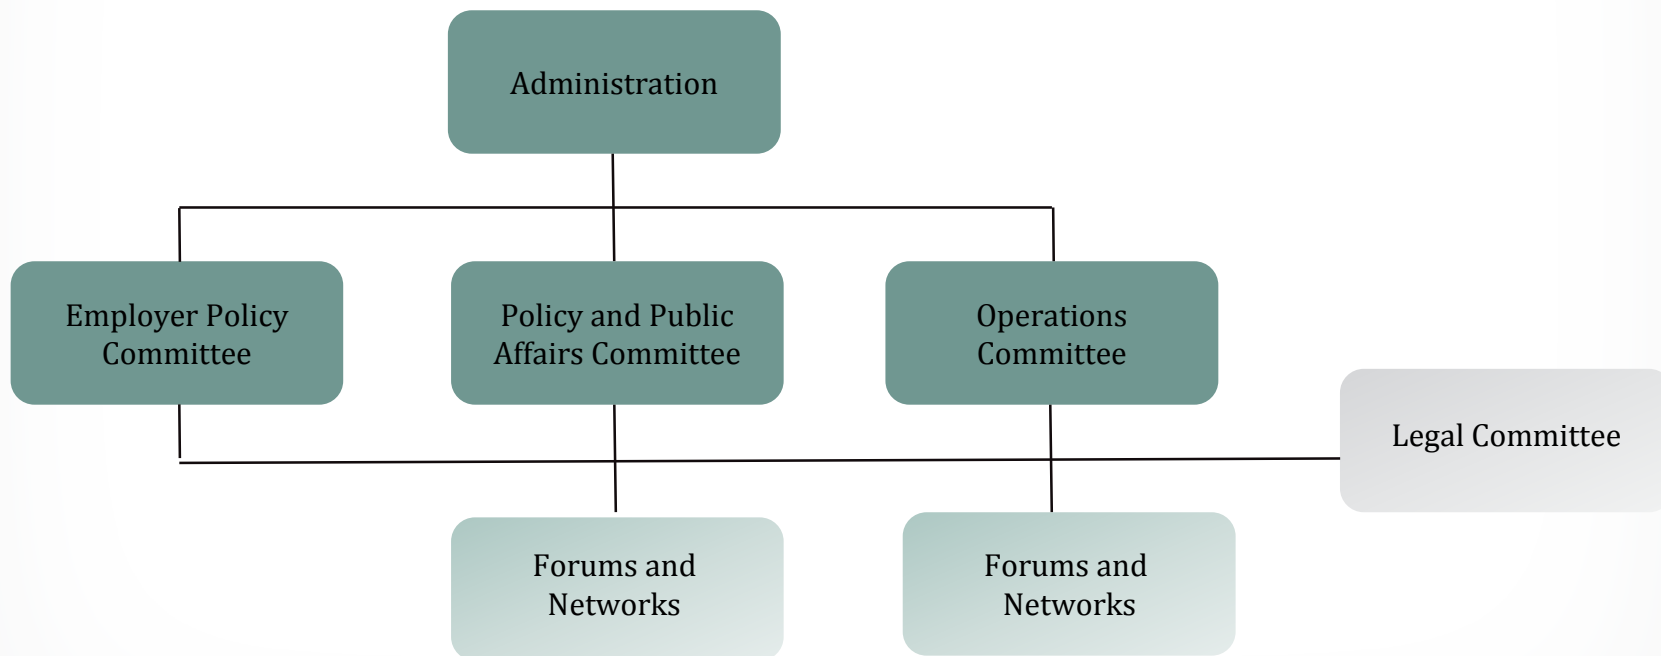 Administration
Employer Policy
Committee
Policy and Public
Affairs Committee
Operations
Committee
Legal Committee
Forums and
Networks
Forums and
Networks